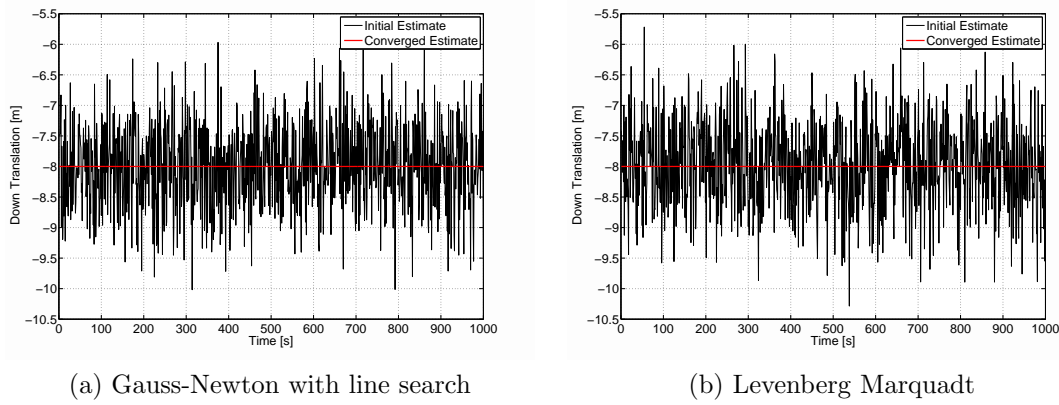 −5.5
−6
−6.5
−7
−7.5
−8
−8.5
−9
−9.5
−10
−10.5
0 100 200 300 400 500 600 700 800 900 1000
Down Translation [m]
Time [s]
Initial Estimate
Converged Estimate
(a) Gauss-Newton with line search
−5.5
−6
−6.5
−7
−7.5
−8
−8.5
−9
−9.5
−10
−10.5
0 100 200 300 400 500 600 700 800 900 1000
Down Translation [m]
Time [s]
Initial Estimate
Converged Estimate
(b) Levenberg Marquadt